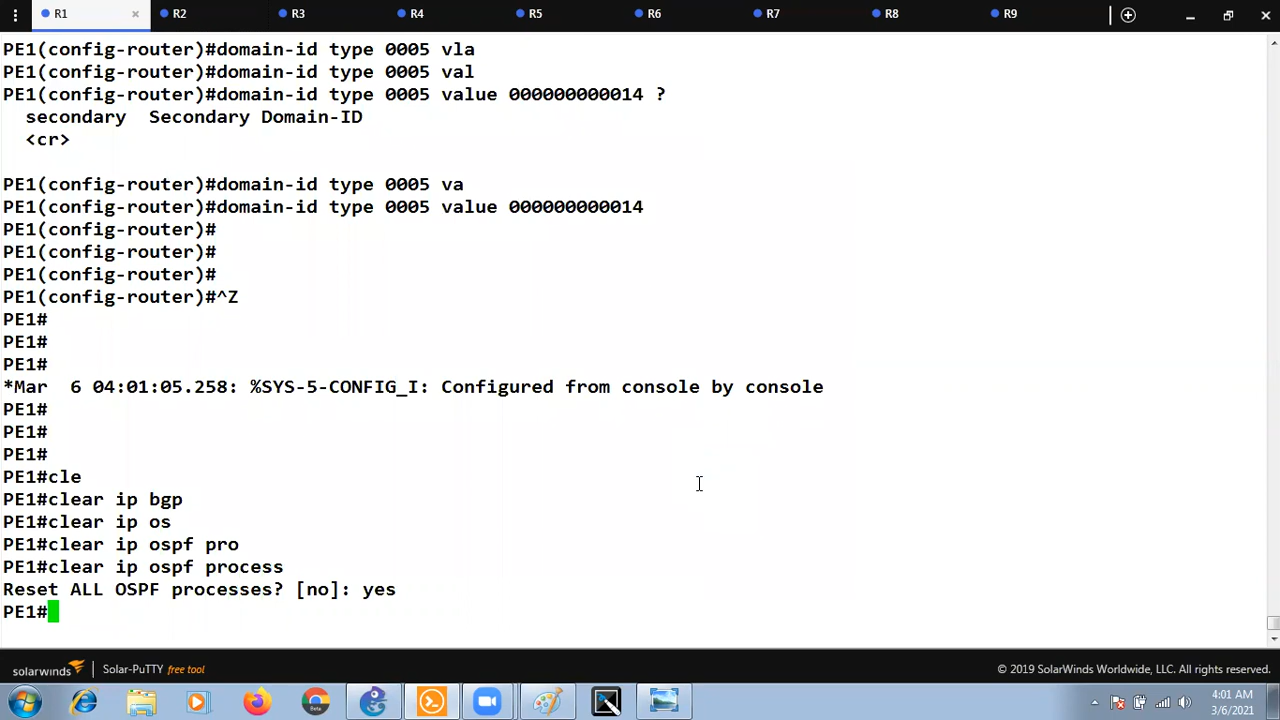 R1 × R2 R3 R4 R5 R6 R7 R8 R9
PE1(config-router)#domain-id type 0005 vla
PE1(config-router)#domain-id type 0005 val
PE1(config-router)#domain-id type 0005 value 000000000014 ?
  secondary  Secondary Domain-ID
  <cr>
PE1(config-router)#domain-id type 0005 va
PE1(config-router)#domain-id type 0005 value 000000000014
PE1(config-router)#
PE1(config-router)#
PE1(config-router)#
PE1(config-router)#^Z
PE1#
PE1#
PE1#
*Mar  6 04:01:05.258: %SYS-5-CONFIG_I: Configured from console by console
PE1#
PE1#
PE1#
PE1#cle
PE1#clear ip bgp
PE1#clear ip os
PE1#clear ip ospf pro
PE1#clear ip ospf process
Reset ALL OSPF processes? [no]: yes
PE1#
solarwinds | Solar-PuTTY free tool © 2019 SolarWinds Worldwide, LLC. All rights reserved.
Beta
4:01 AM
3/6/2021